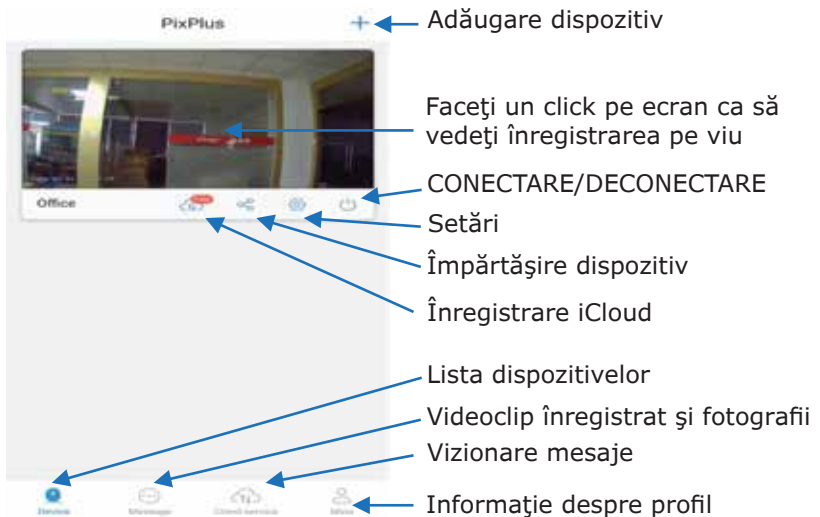 PixPlus
Adăugare dispozitiv
Faceţi un click pe ecran ca să
vedeţi înregistrarea pe viu
CONECTARE/DECONECTARE
Office
Setări
Împărtăşire dispozitiv
Înregistrare iCloud
Lista dispozitivelor
Videoclip înregistrat şi fotografii
Vizionare mesaje
Informaţie despre profil
Device
Message